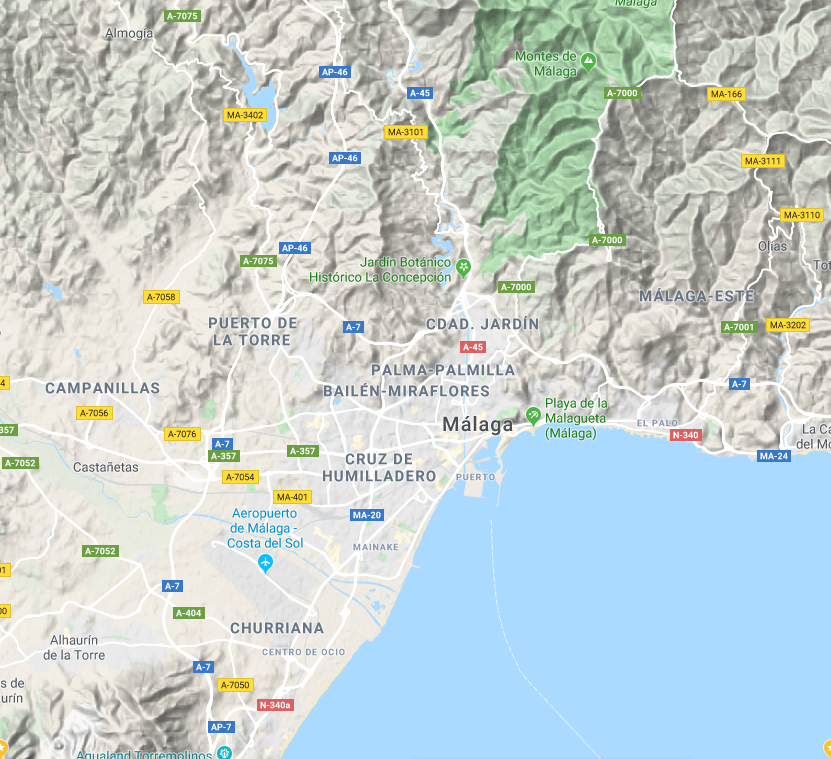 Málaga
A-7075
Almogía
Montes de
Málaga
AP-46
A-45
A-7000
MA-166
MA-3402
MA-3101
AP-46
MA-3111
MA-3110
A-7000
Olías
AP-46
A-7075
Jardín Botánico
Histórico La Concepción
A-7000
A-7058
MÁLAGA-ESTE
PUERTO DE
LA TORRE
A-7
CDAD. JARDÍN
A-7001
MA-3202
A-45
PALMA-PALMILLA
CAMPANILLAS
BAILÉN-MIRAFLORES
A-7
A-7056
Playa de la
Malagueta
(Málaga)
Málaga
EL PALO
N-340
357
A-7076
A-7
A-357
A-357
La Ca
del Mo
MA-24
A-7052
Castañetas
CRUZ DE
HUMILLADERO
A-7054
PUERTO
MA-401
Aeropuerto
de Málaga -
Costa del Sol
MA-20
MAINAKE
A-7052
A-7
A-404
CHURRIANA
Alhaurín
de la Torre
CENTRO DE OCIO
A-7
A-7050
s de
urín
N-340a
AP-7
Aqualand Torremolinos